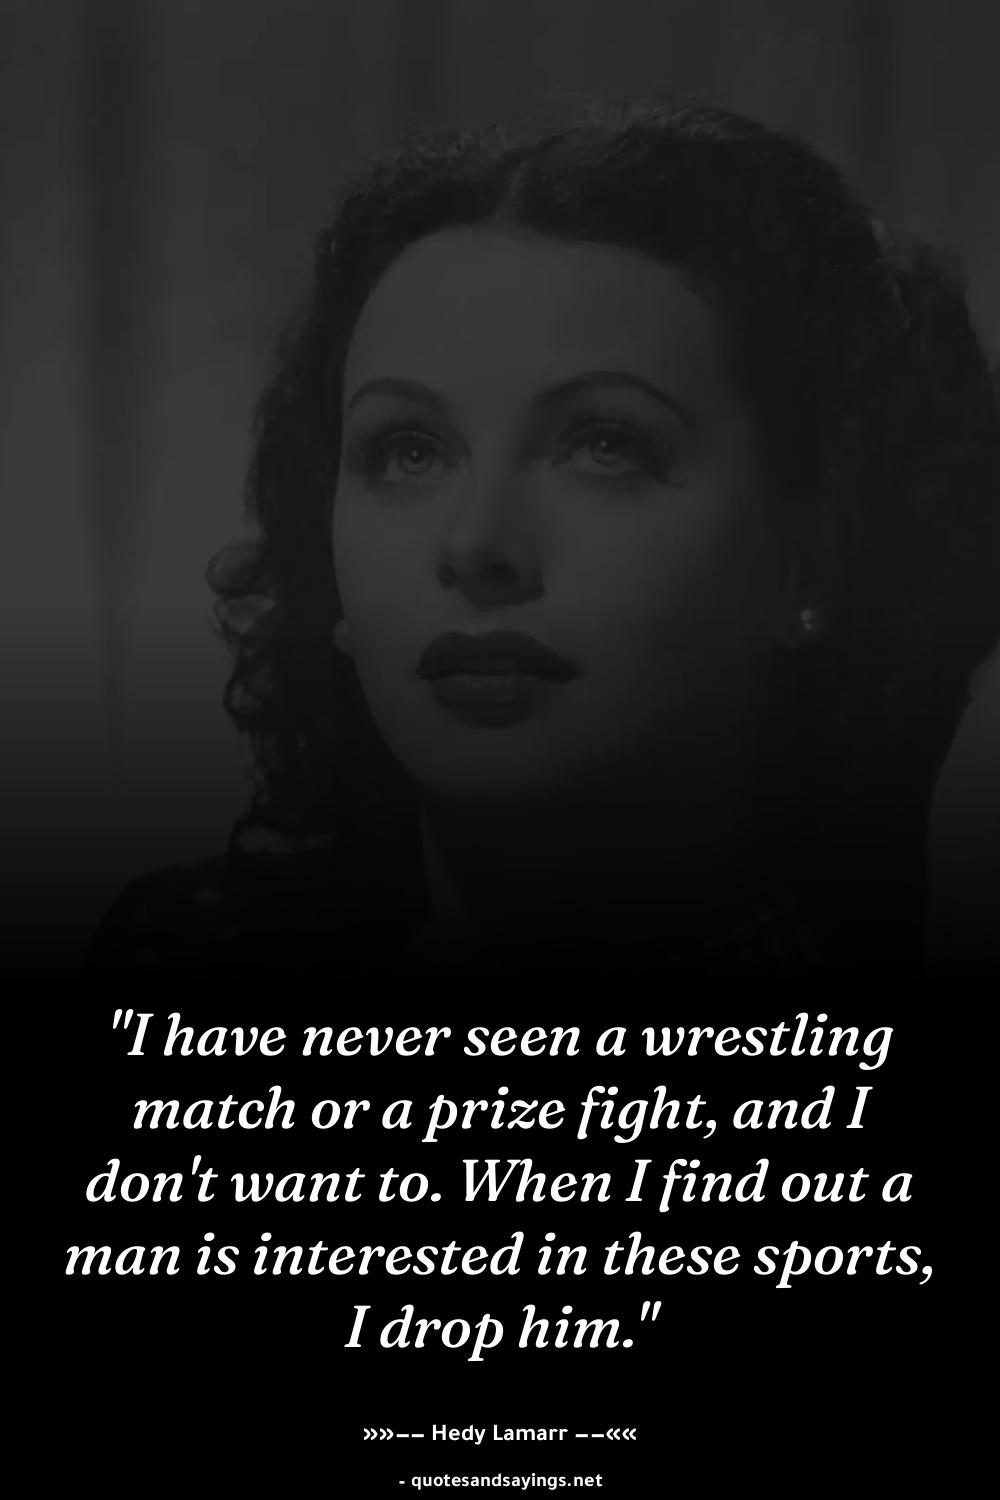 "I have never seen a wrestling
match or a prize fight, and I
don't want to. When I find out a
man is interested in these sports,
I drop him."
»»–– Hedy Lamarr ––««
- quotesandsayings.net